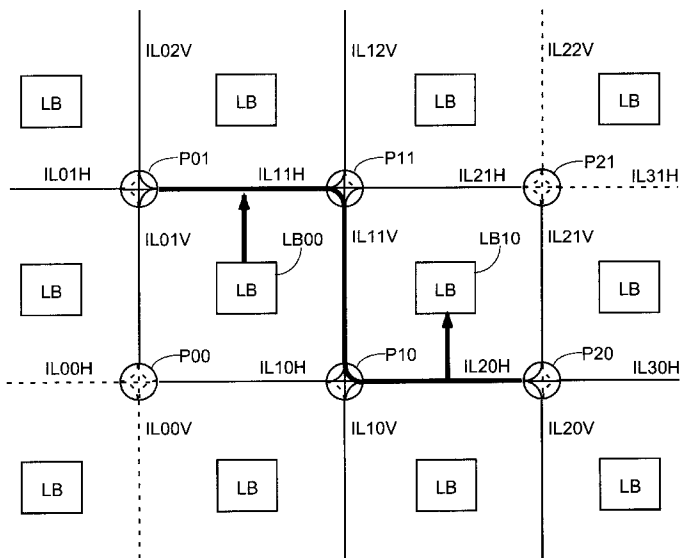 IL02V IL12V IL22V
LB LB LB LB
P01 P11 P21
IL01H IL11H IL21H IL31H
IL01V LB00 IL11V LB10 IL21V
LB LB LB LB
P00 P10 P20
IL00H IL10H IL20H IL30H
IL00V IL10V IL20V
LB LB LB LB